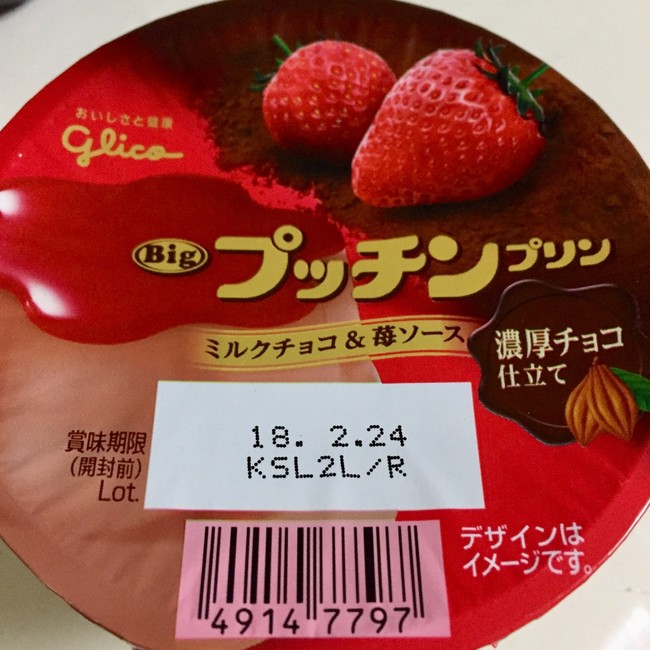 おいしさと健康
glico
Big プッチンプリン
ミルクチョコ&苺ソース
濃厚チョコ
仕立て
賞味期限
(開封前)
Lot.
18. 2.24
KSL2L/R
デザインは
イメージです。
4914 7797